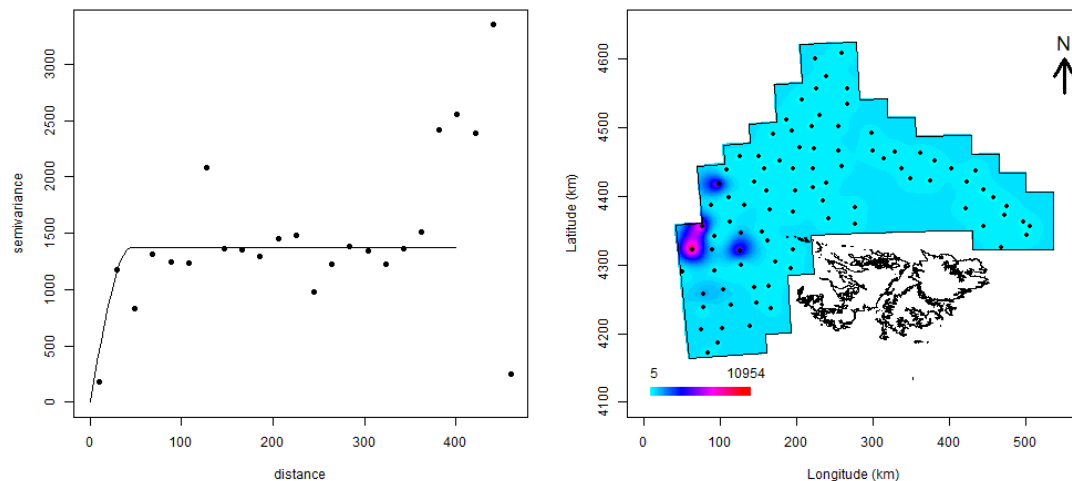 semivariance
0 500 1000 1500 2000 2500 3000
0 100 200 300 400
distance
Latitude (km)
4100 4200 4300 4400 4500 4600
N
5 10954
0 100 200 300 400 500
Longitude (km)